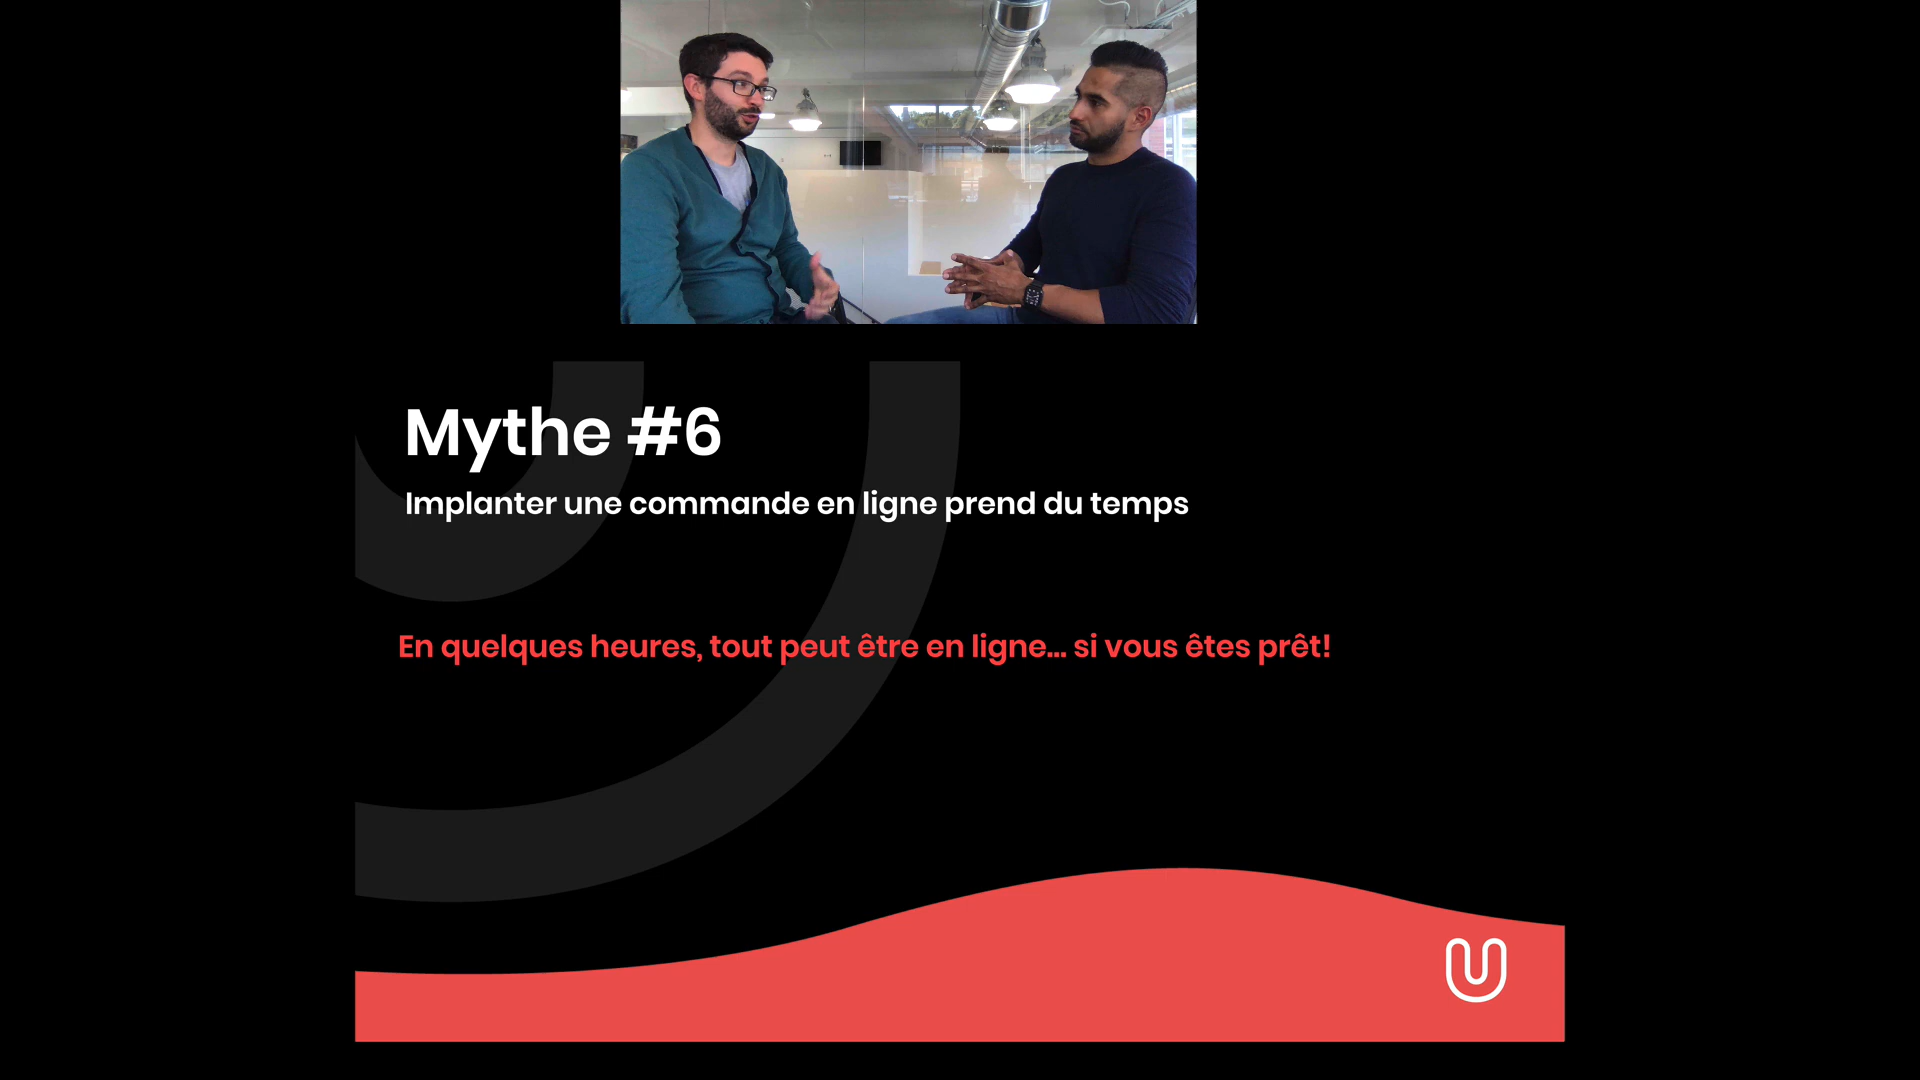 Mythe #6
Implanter une commande en ligne prend du temps
En quelques heures, tout peut être en ligne... si vous êtes prêt!